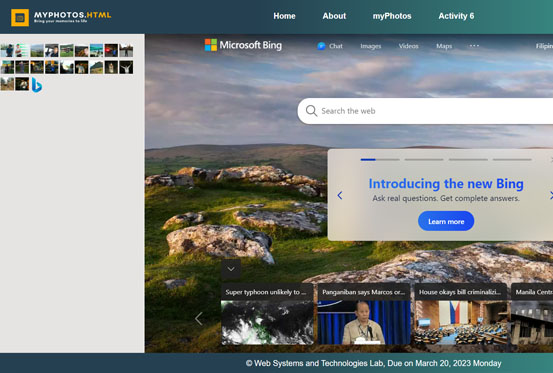 MYPHOTOS.HTML
Bring your memories to life
Home
About
myPhotos
Activity 6
Microsoft Bing
Chat
Images
Videos
Maps
Filipin
Search the web
Introducing the new Bing
Ask real questions. Get complete answers.
Learn more
Super typhoon unlikely to ...
Panganiban says Marcos or...
House okays bill criminalizi...
Manila Centr
© Web Systems and Technologies Lab, Due on March 20, 2023 Monday